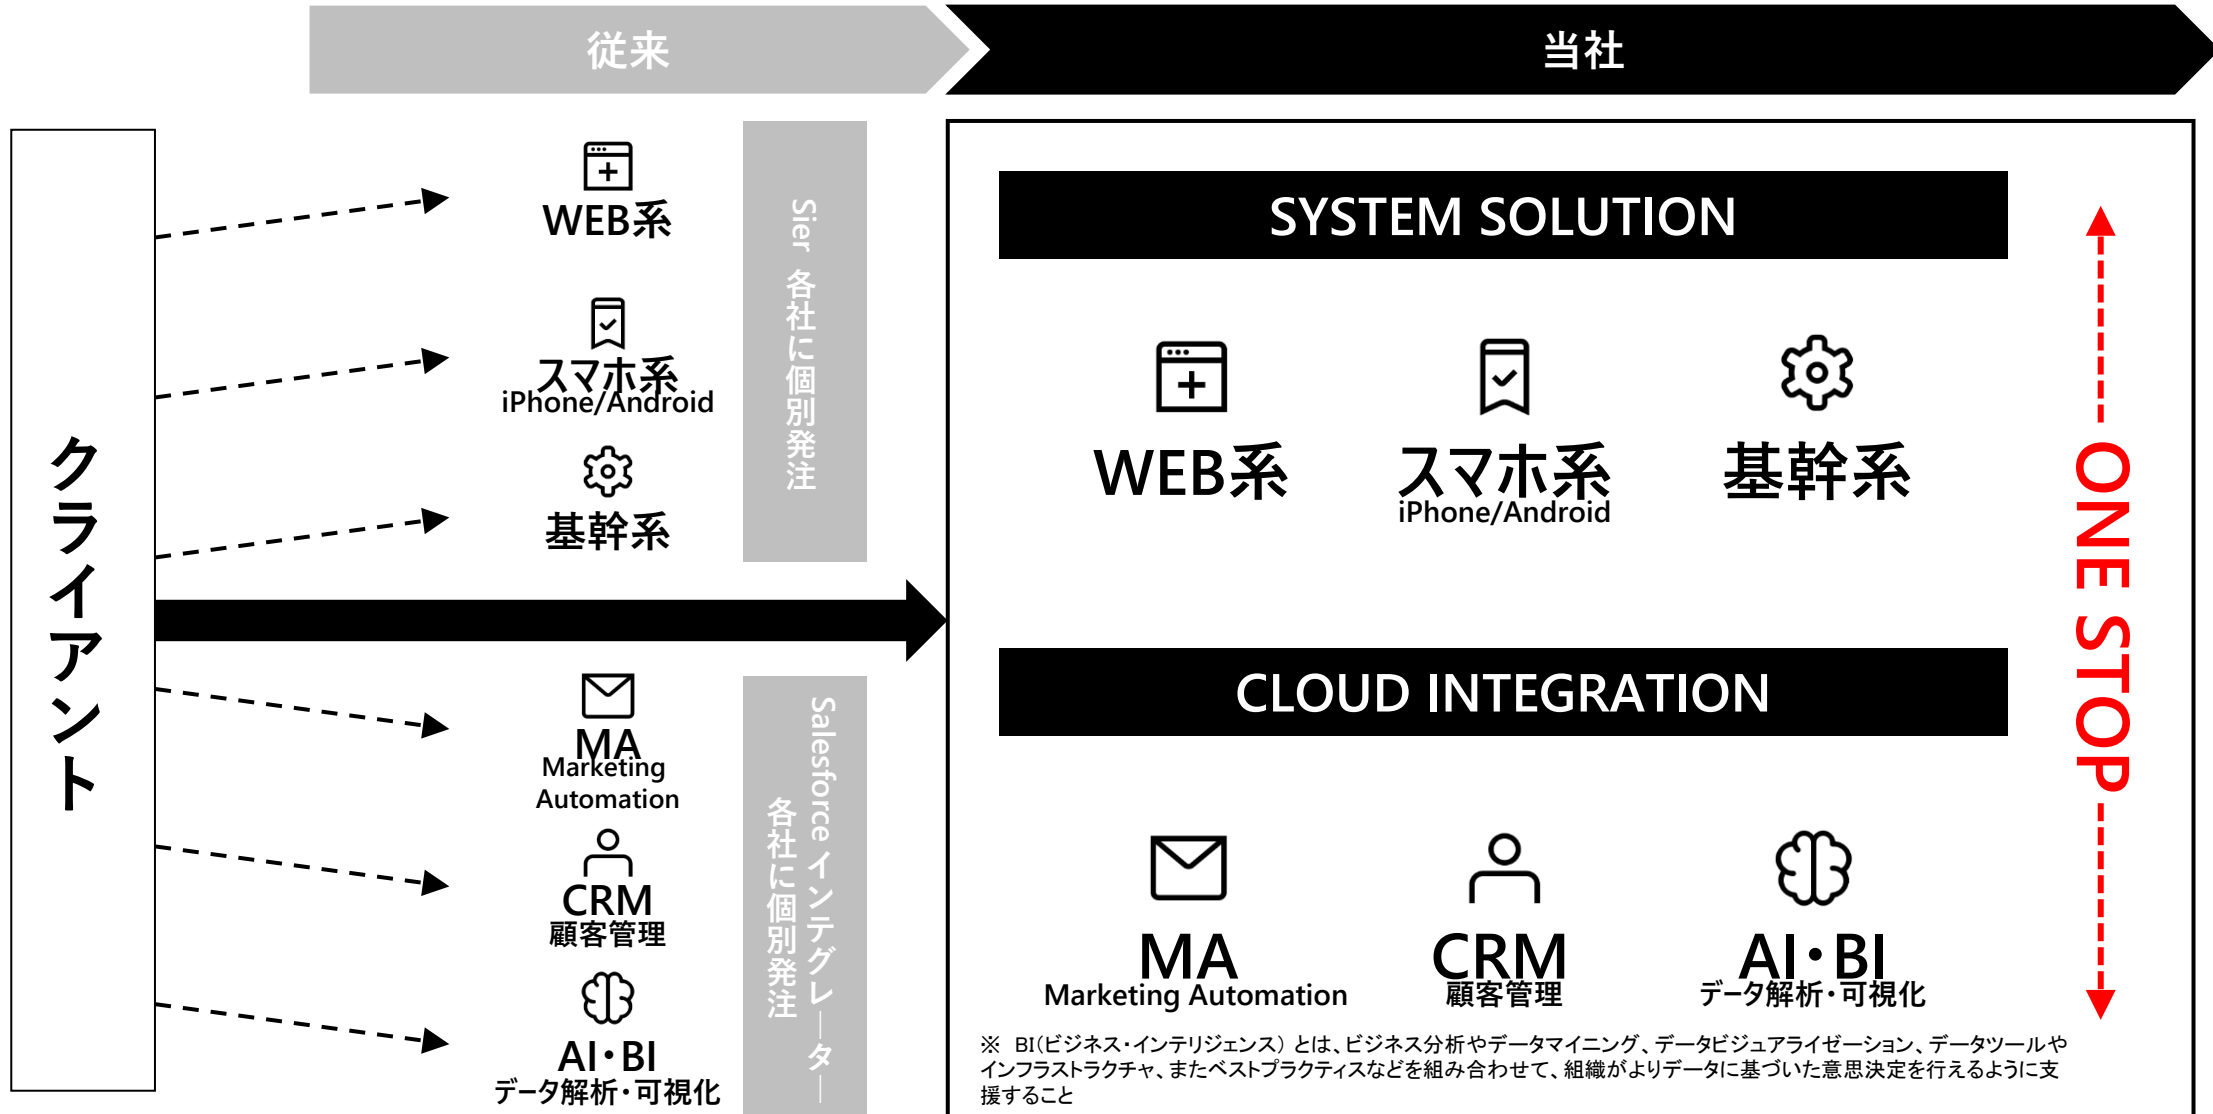 従来
当社
クライアント
WEB系
スマホ系
iPhone/Android
基幹系
Sier 各社に個別発注
MA
Marketing
Automation
CRM
顧客管理
AI・BI
データ解析・可視化
Salesforce インテグレーター
各社に個別発注
SYSTEM SOLUTION
WEB系
スマホ系
iPhone/Android
基幹系
CLOUD INTEGRATION
MA
Marketing Automation
CRM
顧客管理
AI・BI
データ解析・可視化
ONE STOP
※ BI(ビジネス・インテリジェンス) とは、ビジネス分析やデータマイニング、データビジュアライゼーション、データツールや
インフラストラクチャ、またベストプラクティスなどを組み合わせて、組織がよりデータに基づいた意思決定を行えるように支
援すること